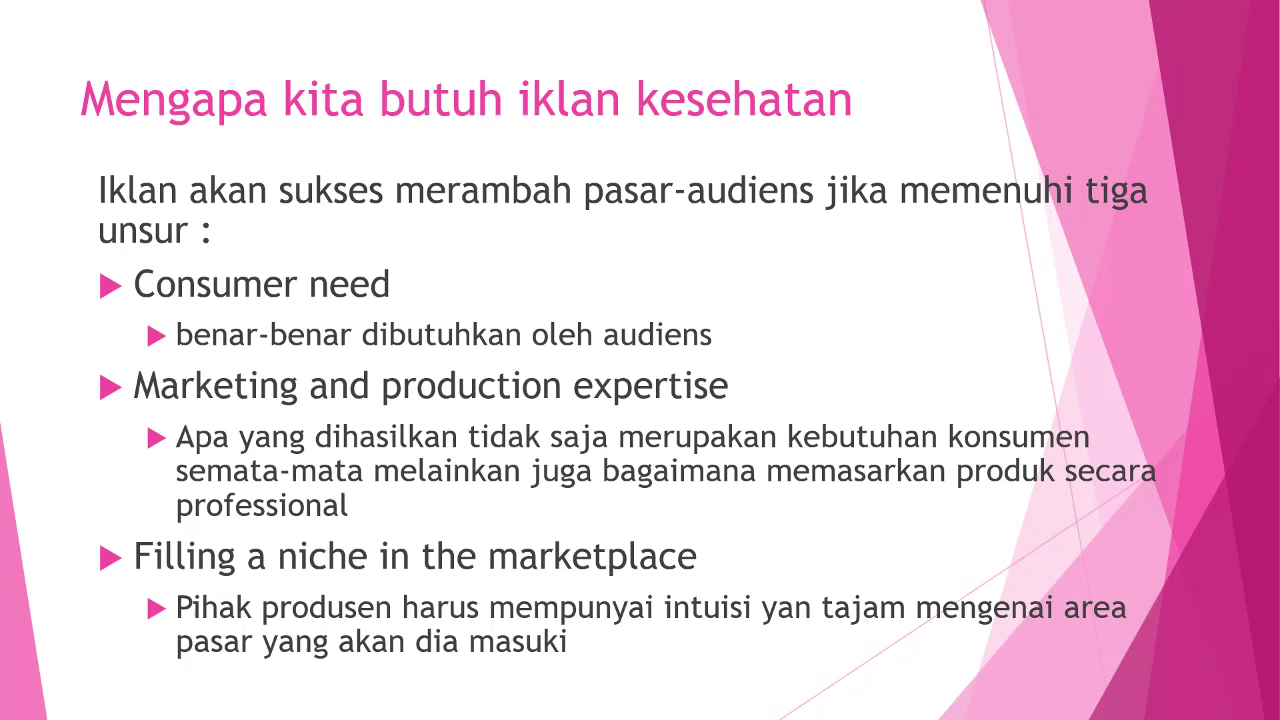 Mengapa kita butuh iklan kesehatan
Iklan akan sukses merambah pasar-audiens jika memenuhi tiga
unsur :
Consumer need
benar-benar dibutuhkan oleh audiens
Marketing and production expertise
Apa yang dihasilkan tidak saja merupakan kebutuhan konsumen
semata-mata melainkan juga bagaimana memasarkan produk secara
professional
Filling a niche in the marketplace
Pihak produsen harus mempunyai intuisi yan tajam mengenai area
pasar yang akan dia masuki